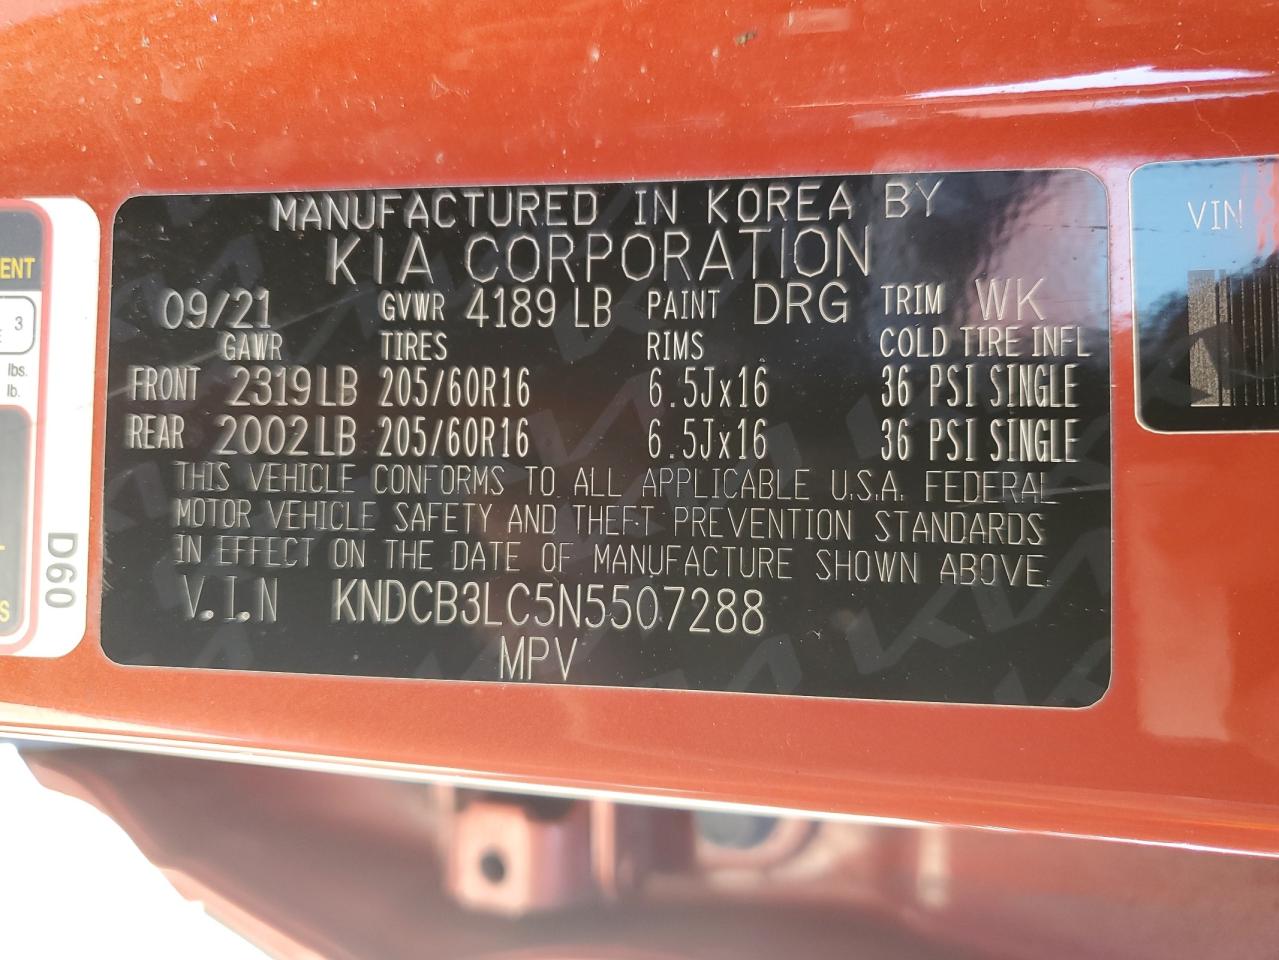 MANUFACTURED IN KOREA BY
KIA CORPORATION
09/21 GVWR 4189 LB PAINT DRG TRIM WK
GAWR TIRES RIMS COLD TIRE INFL
FRONT 2319 LB 205/60R16 6.5Jx16 36 PSI SINGLE
REAR 2002 LB 205/60R16 6.5Jx16 36 PSI SINGLE
THIS VEHICLE CONFORMS TO ALL APPLICABLE U.S.A. FEDERAL
MOTOR VEHICLE SAFETY AND THEFT PREVENTION STANDARDS
IN EFFECT ON THE DATE OF MANUFACTURE SHOWN ABOVE.
V.I.N KNDCB3LC5N5507288
MPV
VIN
ENT
3
lbs.
lb.
D60